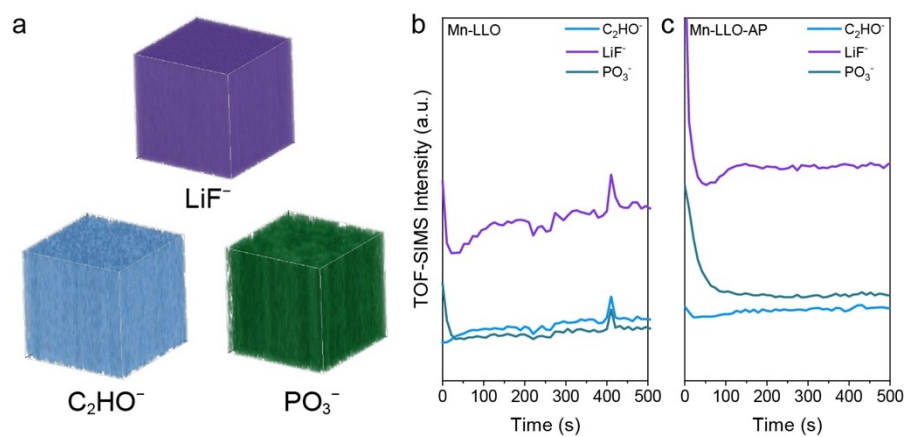 a
LiF⁻
C₂HO⁻
PO₃⁻
b
Mn-LLO
C₂HO⁻
LiF⁻
PO₃⁻
TOF-SIMS Intensity (a.u.)
0 100 200 300 400 500
Time (s)
c
Mn-LLO-AP
C₂HO⁻
LiF⁻
PO₃⁻
0 100 200 300 400 500
Time (s)